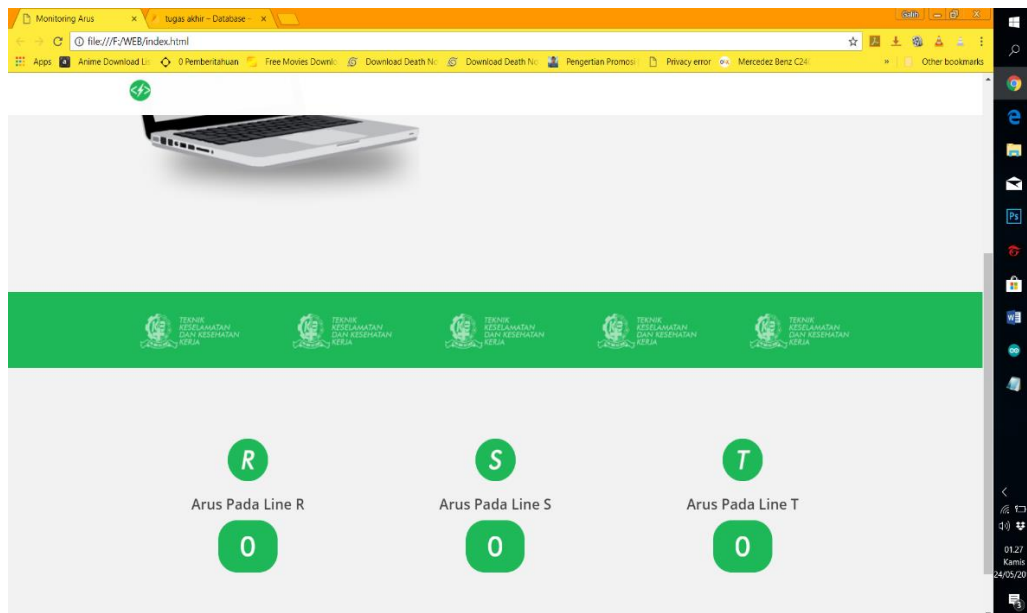 Monitoring Arus
tugas akhir – Database –
file:///F:/WEB/index.html
Apps
Anime Download Lis
0 Pemberitahuan
Free Movies Downlo
Download Death No
Download Death No
Pengertian Promosi
Privacy error
Mercedez Benz C24
»
Other bookmarks
TEKNIK
KESELAMATAN
DAN KESEHATAN
KERJA
TEKNIK
KESELAMATAN
DAN KESEHATAN
KERJA
TEKNIK
KESELAMATAN
DAN KESEHATAN
KERJA
TEKNIK
KESELAMATAN
DAN KESEHATAN
KERJA
TEKNIK
KESELAMATAN
DAN KESEHATAN
KERJA
R
S
T
Arus Pada Line R
Arus Pada Line S
Arus Pada Line T
0
0
0
Ps
01.27
Kamis
24/05/20